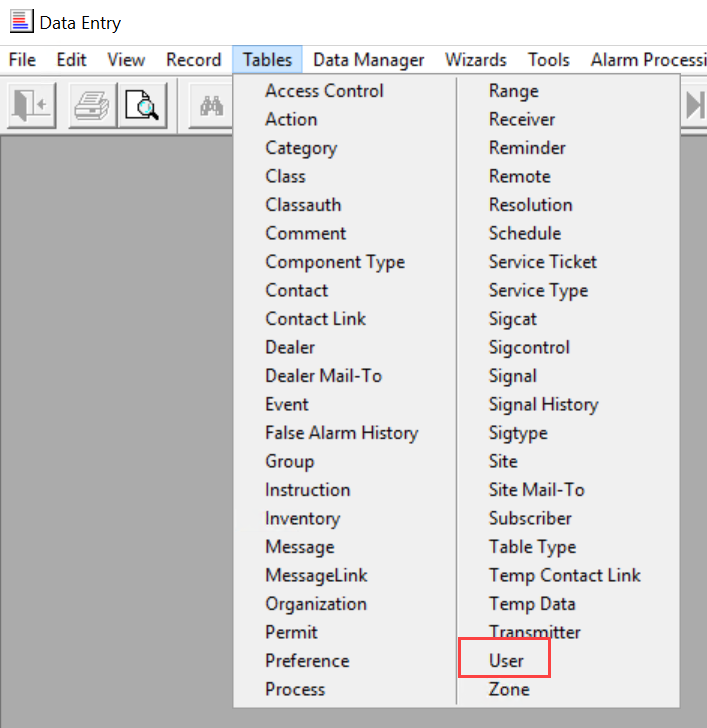 Data Entry
File Edit View Record Tables Data Manager Wizards Tools Alarm Processi
Access Control
Action
Category
Class
Classauth
Comment
Component Type
Contact
Contact Link
Dealer
Dealer Mail-To
Event
False Alarm History
Group
Instruction
Inventory
Message
MessageLink
Organization
Permit
Preference
Process
Range
Receiver
Reminder
Remote
Resolution
Schedule
Service Ticket
Service Type
Sigcat
Sigcontrol
Signal
Signal History
Sigtype
Site
Site Mail-To
Subscriber
Table Type
Temp Contact Link
Temp Data
Transmitter
User
Zone